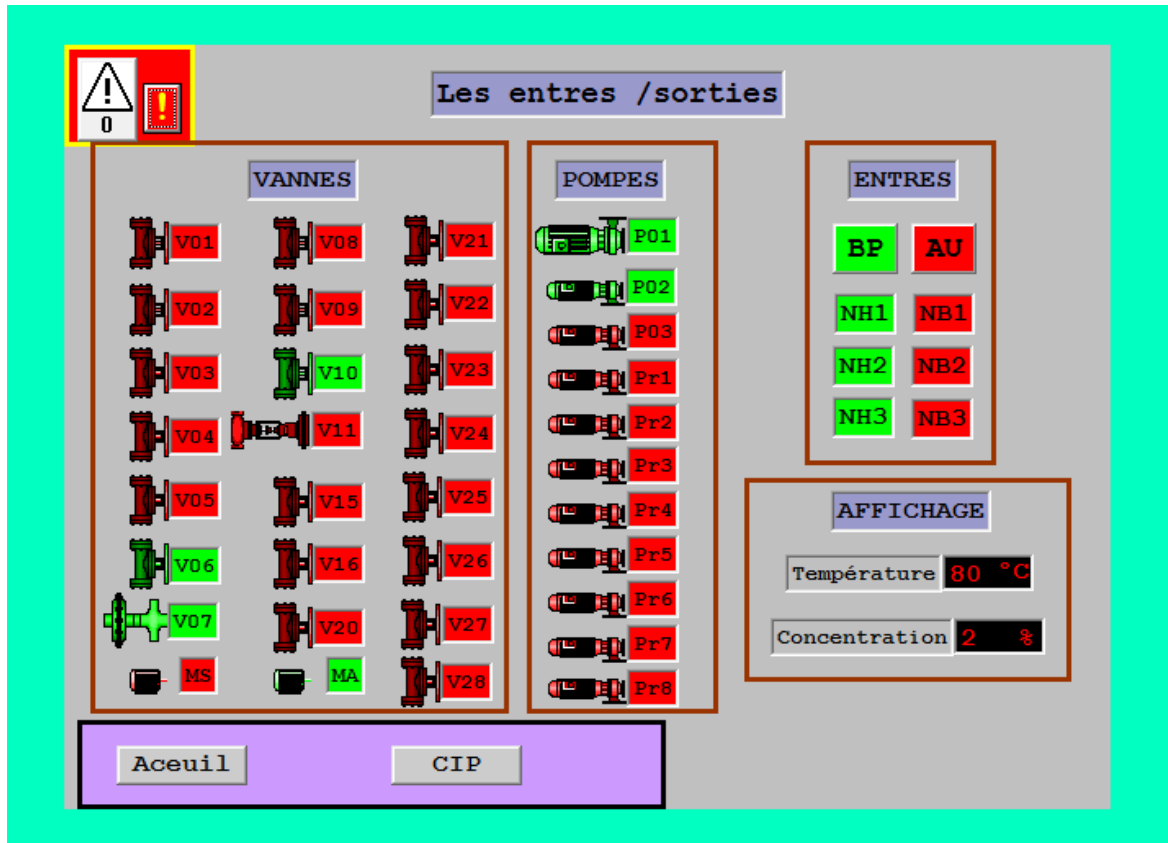 0
!
Les entres /sorties
VANNES
V01
V08
V21
V02
V09
V22
V03
V10
V23
V04
V11
V24
V05
V15
V25
V06
V16
V26
V07
V20
V27
MS
MA
V28
POMPES
P01
P02
P03
Pr1
Pr2
Pr3
Pr4
Pr5
Pr6
Pr7
Pr8
ENTRES
BP AU
NH1 NB1
NH2 NB2
NH3 NB3
AFFICHAGE
Température 80 °C
Concentration 2 %
Aceuil
CIP